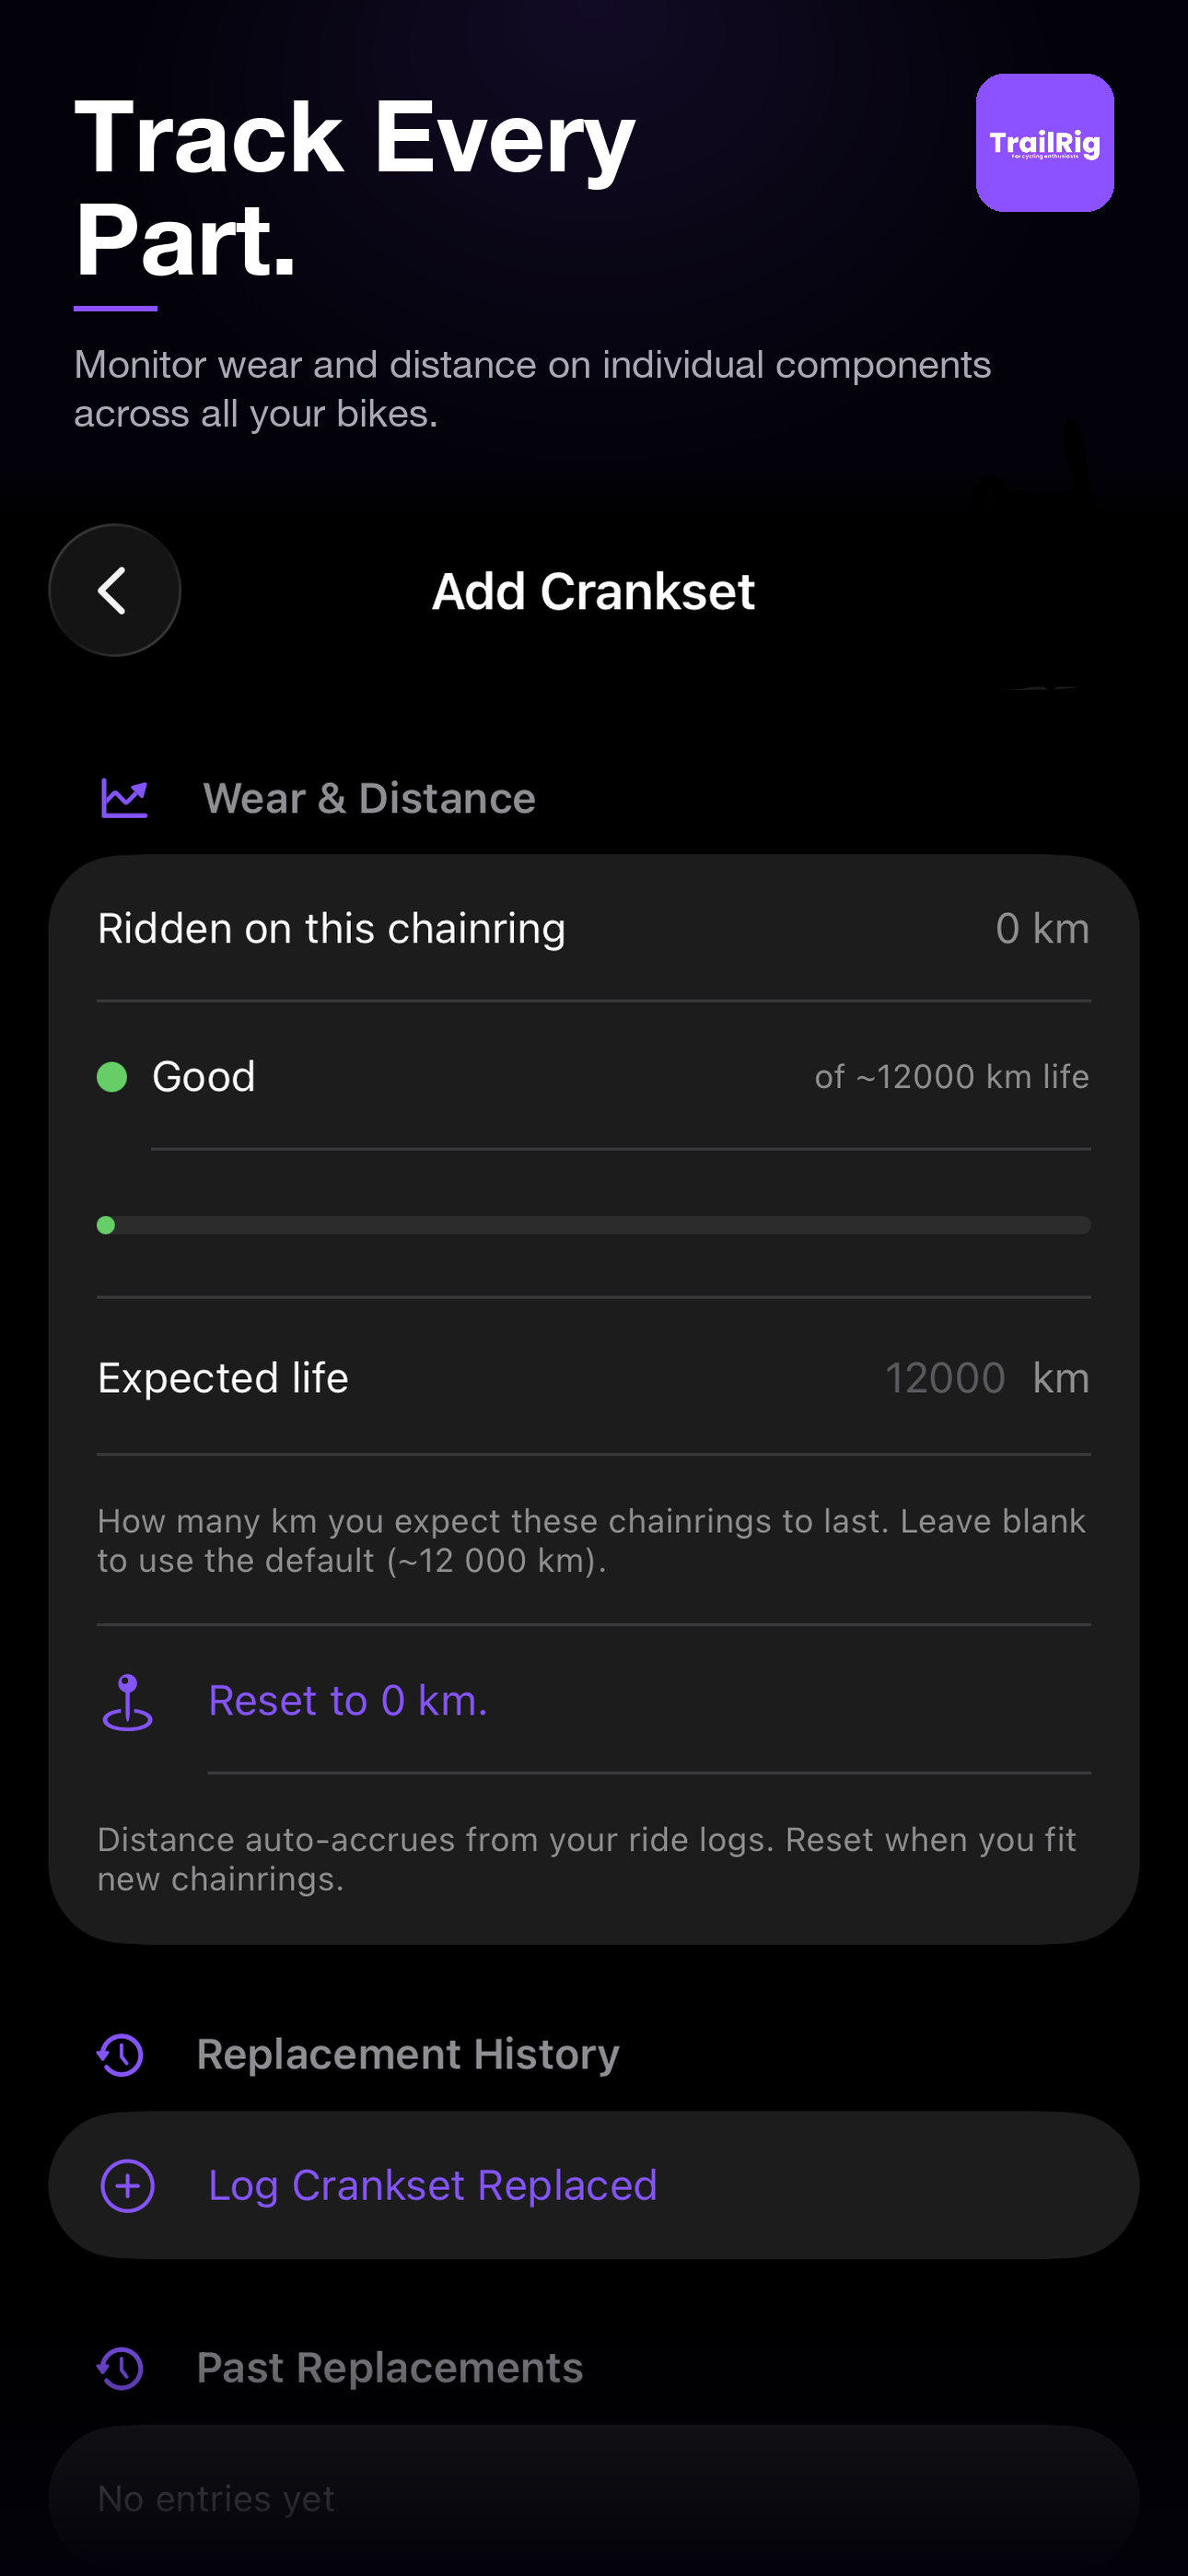 Track Every
Part.
TrailRig
For cycling enthusiasts
Monitor wear and distance on individual components
across all your bikes.
Add Crankset
Wear & Distance
Ridden on this chainring 0 km
Good of ~12000 km life
Expected life 12000 km
How many km you expect these chainrings to last. Leave blank
to use the default (~12 000 km).
Reset to 0 km.
Distance auto-accrues from your ride logs. Reset when you fit
new chainrings.
Replacement History
Log Crankset Replaced
Past Replacements
No entries yet